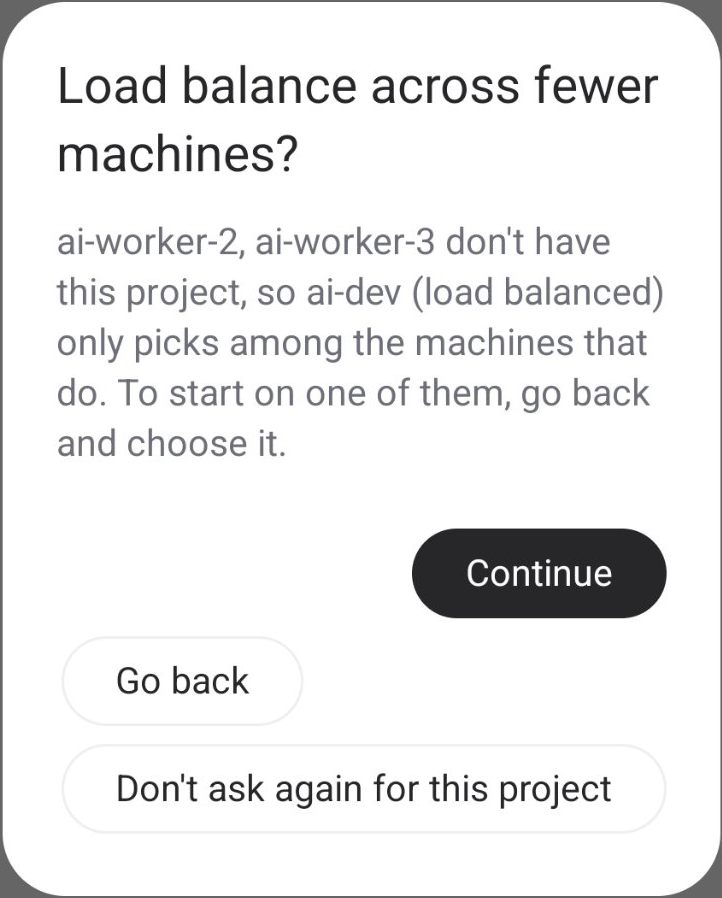 Load balance across fewer
machines?
ai-worker-2, ai-worker-3 don't have
this project, so ai-dev (load balanced)
only picks among the machines that
do. To start on one of them, go back
and choose it.
Continue
Go back
Don't ask again for this project